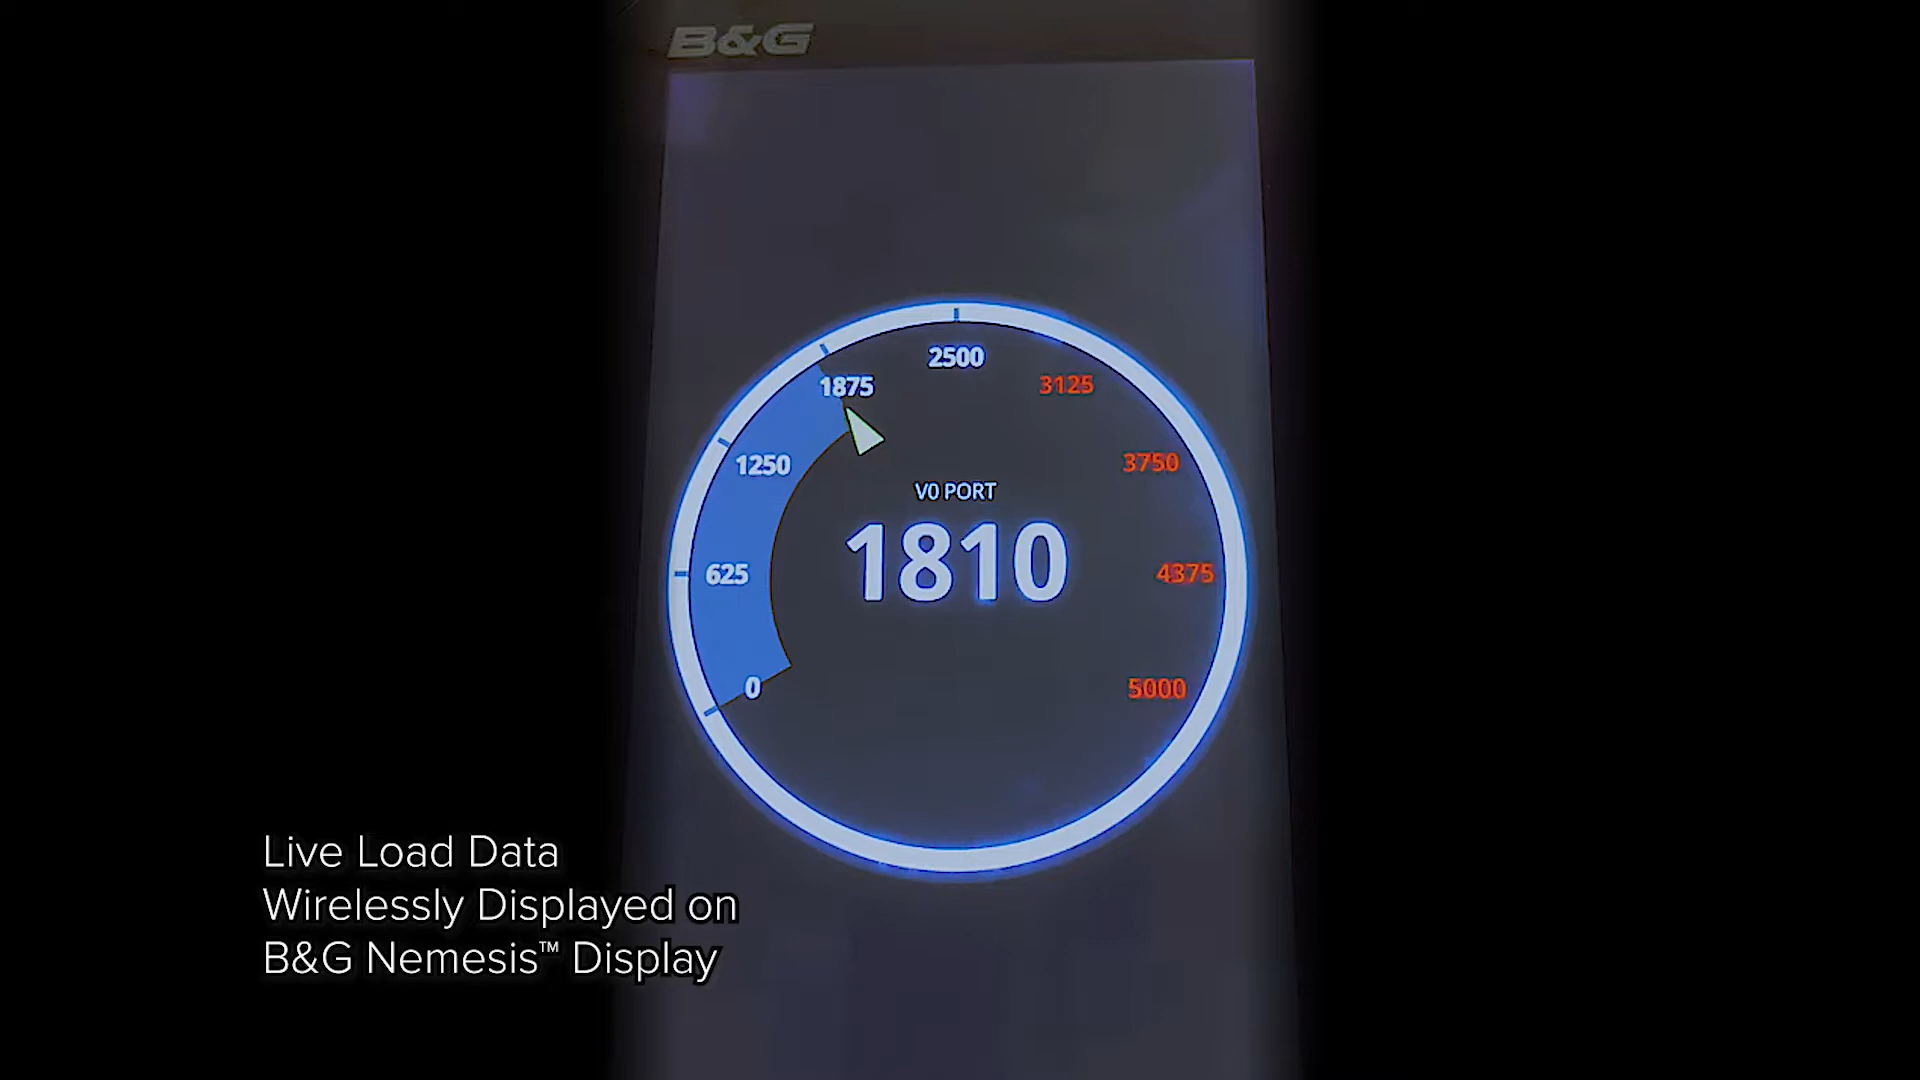 B&G
2500
1875
3125
1250
3750
V0 PORT
1810
625
4375
0
5000
Live Load Data
Wirelessly Displayed on
B&G Nemesis™ Display